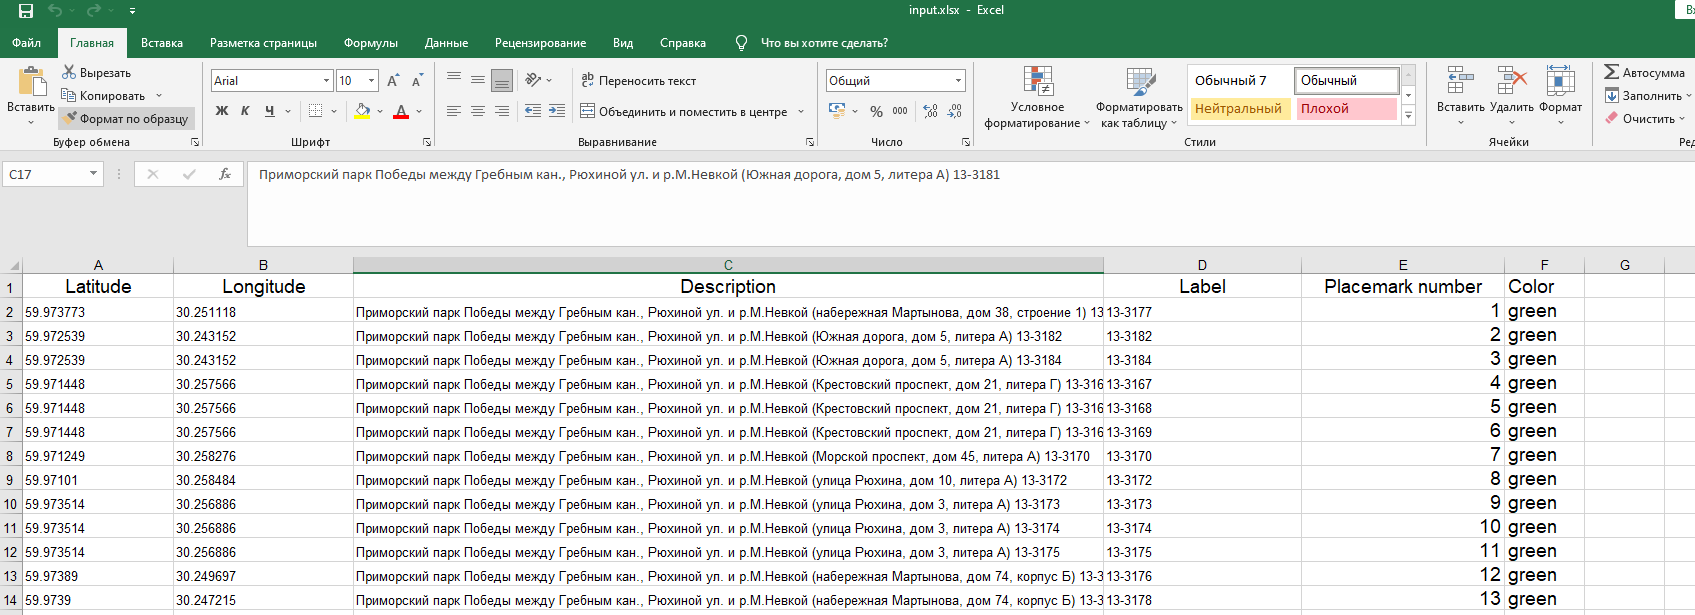 input.xlsx - Excel
Файл Главная Вставка Разметка страницы Формулы Данные Рецензирование Вид Справка Что вы хотите сделать?
Вставить
Вырезать
Копировать
Формат по образцу
Буфер обмена
Arial 10
Ж К Ч А
Шрифт
Переносить текст
Объединить и поместить в центре
Выравнивание
Общий
% 000
Число
Условное форматирование
Форматировать как таблицу
Обычный 7 Обычный
Нейтральный Плохой
Стили
Вставить Удалить Формат
Ячейки
Автосумма
Заполнить
Очистить
C17 fx Приморский парк Победы между Гребным кан., Рюхиной ул. и р.М.Невкой (Южная дорога, дом 5, литера А) 13-3181
A B C D E F G
1 Latitude Longitude Description Label Placemark number Color
2 59.973773 30.251118 Приморский парк Победы между Гребным кан., Рюхиной ул. и р.М.Невкой (набережная Мартынова, дом 38, строение 1) 13 13-3177 1 green
3 59.972539 30.243152 Приморский парк Победы между Гребным кан., Рюхиной ул. и р.М.Невкой (Южная дорога, дом 5, литера А) 13-3182 13-3182 2 green
4 59.972539 30.243152 Приморский парк Победы между Гребным кан., Рюхиной ул. и р.М.Невкой (Южная дорога, дом 5, литера А) 13-3184 13-3184 3 green
5 59.971448 30.257566 Приморский парк Победы между Гребным кан., Рюхиной ул. и р.М.Невкой (Крестовский проспект, дом 21, литера Г) 13-316 13-3167 4 green
6 59.971448 30.257566 Приморский парк Победы между Гребным кан., Рюхиной ул. и р.М.Невкой (Крестовский проспект, дом 21, литера Г) 13-316 13-3168 5 green
7 59.971448 30.257566 Приморский парк Победы между Гребным кан., Рюхиной ул. и р.М.Невкой (Крестовский проспект, дом 21, литера Г) 13-316 13-3169 6 green
8 59.971249 30.258276 Приморский парк Победы между Гребным кан., Рюхиной ул. и р.М.Невкой (Морской проспект, дом 45, литера А) 13-3170 13-3170 7 green
9 59.97101 30.258484 Приморский парк Победы между Гребным кан., Рюхиной ул. и р.М.Невкой (улица Рюхина, дом 10, литера А) 13-3172 13-3172 8 green
10 59.973514 30.256886 Приморский парк Победы между Гребным кан., Рюхиной ул. и р.М.Невкой (улица Рюхина, дом 3, литера А) 13-3173 13-3173 9 green
11 59.973514 30.256886 Приморский парк Победы между Гребным кан., Рюхиной ул. и р.М.Невкой (улица Рюхина, дом 3, литера А) 13-3174 13-3174 10 green
12 59.973514 30.256886 Приморский парк Победы между Гребным кан., Рюхиной ул. и р.М.Невкой (улица Рюхина, дом 3, литера А) 13-3175 13-3175 11 green
13 59.97389 30.249697 Приморский парк Победы между Гребным кан., Рюхиной ул. и р.М.Невкой (набережная Мартынова, дом 74, корпус Б) 13-3 13-3176 12 green
14 59.9739 30.247215 Приморский парк Победы между Гребным кан., Рюхиной ул. и р.М.Невкой (набережная Мартынова, дом 74, корпус Б) 13-3 13-3178 13 green